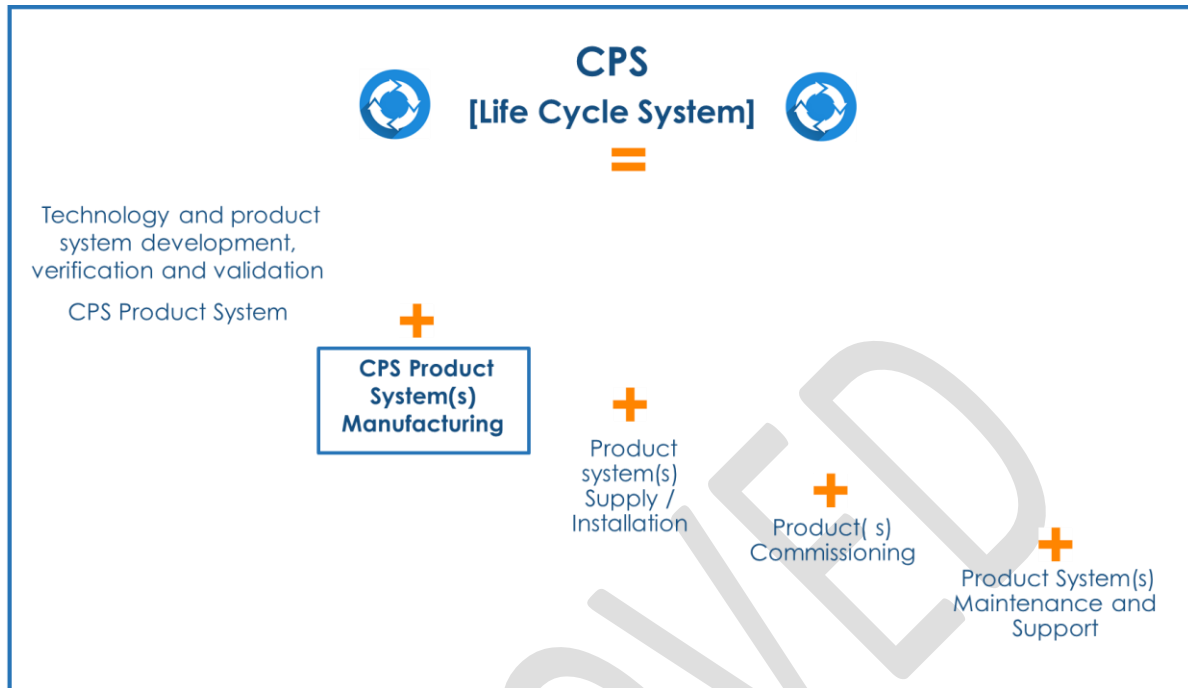 CPS
[Life Cycle System]
=
Technology and product
system development,
verification and validation
CPS Product System
+
CPS Product
System(s)
Manufacturing
+
Product
system(s)
Supply /
Installation
+
Product( s)
Commissioning
+
Product System(s)
Maintenance and
Support
OVED